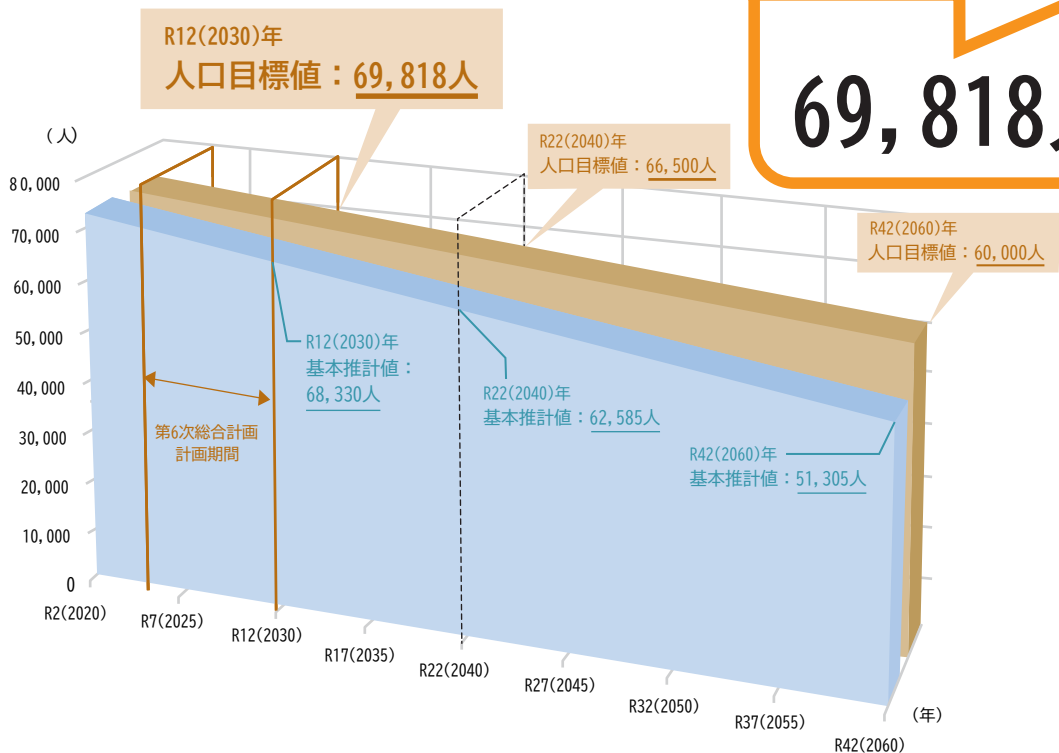 R12(2030)年
人口目標値：69,818人
69,818人
（人）
R22(2040)年
人口目標値：66,500人
R42(2060)年
人口目標値：60,000人
80,000
70,000
60,000
50,000
40,000
30,000
20,000
10,000
0
R12(2030)年
基本推計値：
68,330人
R22(2040)年
基本推計値：62,585人
R42(2060)年
基本推計値：51,305人
第6次総合計画
計画期間
R2(2020)
R7(2025)
R12(2030)
R17(2035)
R22(2040)
R27(2045)
R32(2050)
R37(2055)
R42(2060)
（年）